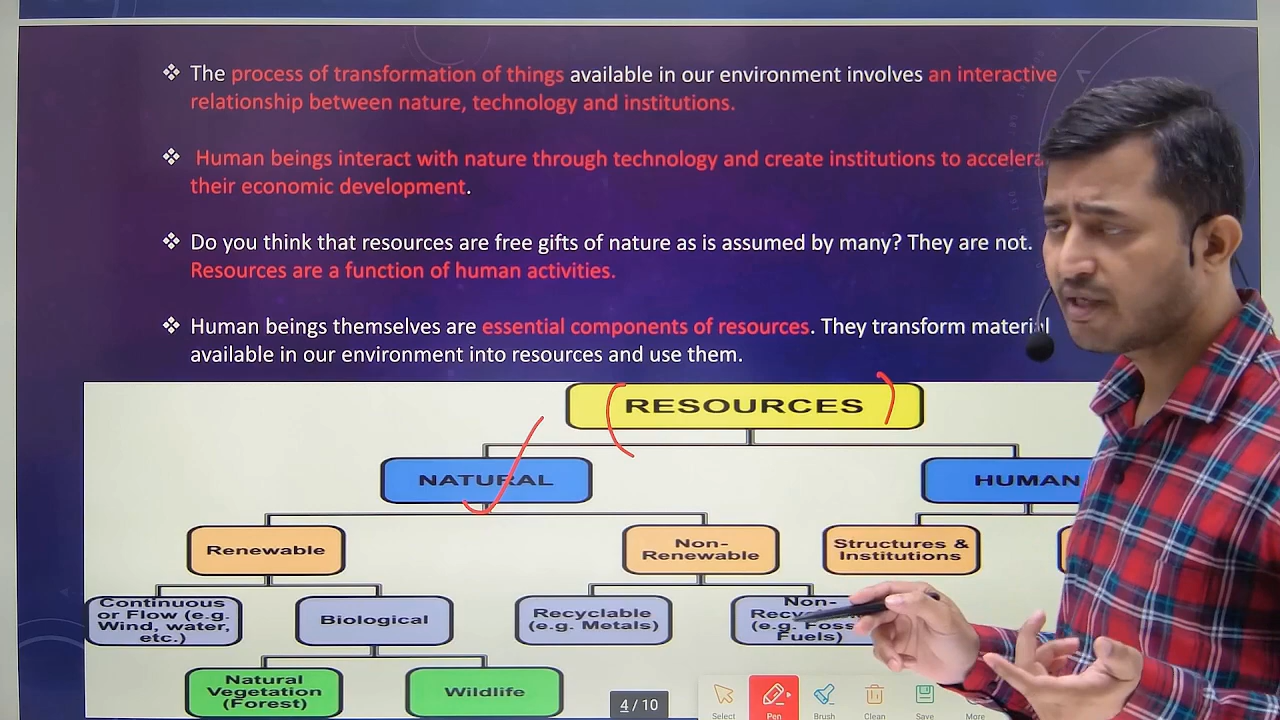 ❖ The process of transformation of things available in our environment involves an interactive
relationship between nature, technology and institutions.
❖ Human beings interact with nature through technology and create institutions to accelera
their economic development.
❖ Do you think that resources are free gifts of nature as is assumed by many? They are not.
Resources are a function of human activities.
❖ Human beings themselves are essential components of resources. They transform material
available in our environment into resources and use them.
RESOURCES
NATURAL
HUMAN
Renewable
Non-
Renewable
Structures &
Institutions
Continuous
or Flow (e.g.
Wind, water,
etc.)
Biological
Recyclable
(e.g. Metals)
Non-
(e.g.
Fuels)
Natural
Vegetation
(Forest)
Wildlife
4 / 10
Select
Pen
Brush
Clean
Save
More